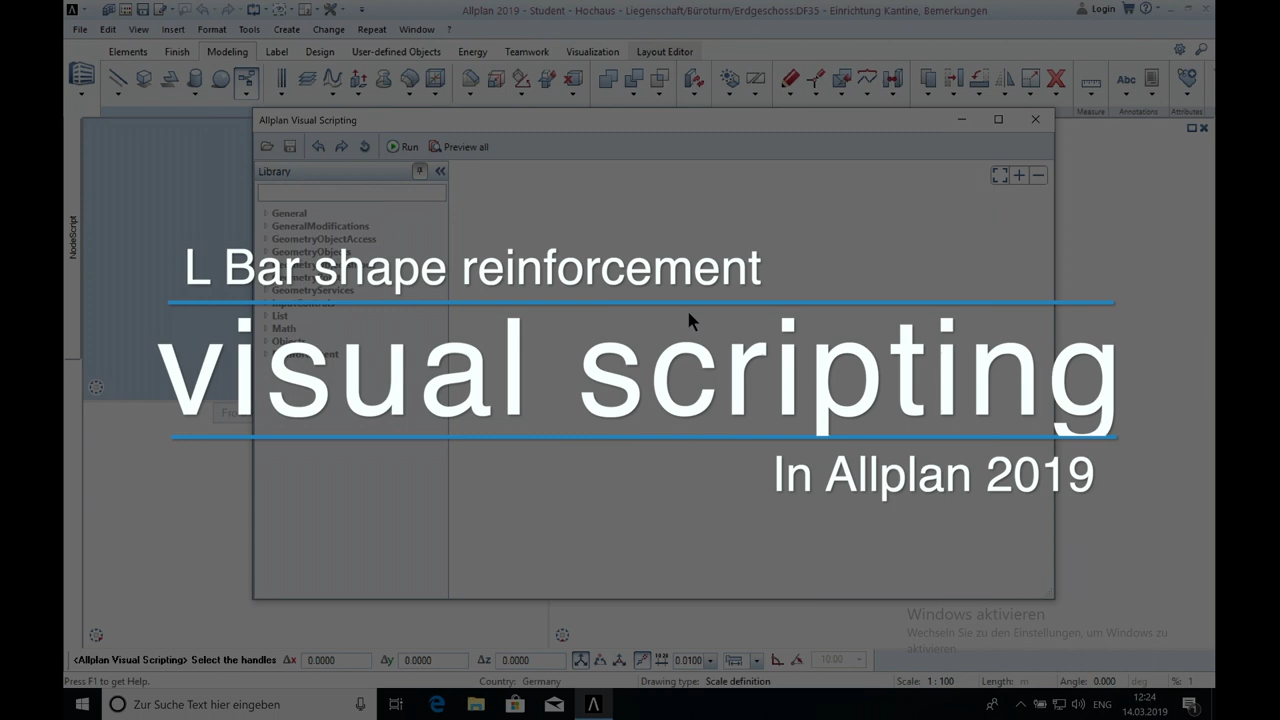 Allplan 2019 - Student - Hochaus - Liegenschaft/Büroturm/Erdgeschoss:DF35 - Einrichtung Kantine, Bemerkungen
Login
File Edit View Insert Format Tools Create Change Repeat Window ?
Elements Finish Modeling Label Design User-defined Objects Energy Teamwork Visualization Layout Editor
Abc
Measure Annotations Attributes
Allplan Visual Scripting
Run Preview all
Library
NodeScript
General
GeneralModifications
GeometryObjectAccess
L Bar shape reinforcement
GeometryServices
List
Math
visual scripting
In Allplan 2019
Windows aktivieren
Wechseln Sie zu den Einstellungen, um Windows zu
aktivieren.
<Allplan Visual Scripting> Select the handles Δx 0.0000 Δy 0.0000 Δz 0.0000 10:20 0.0100 10.00
Press F1 to get Help. Country: Germany Drawing type: Scale definition Scale: 1 : 100 Length: m Angle: 0.000 deg %: 1
Zur Suche Text hier eingeben
ENG
12:24
14.03.2019
1